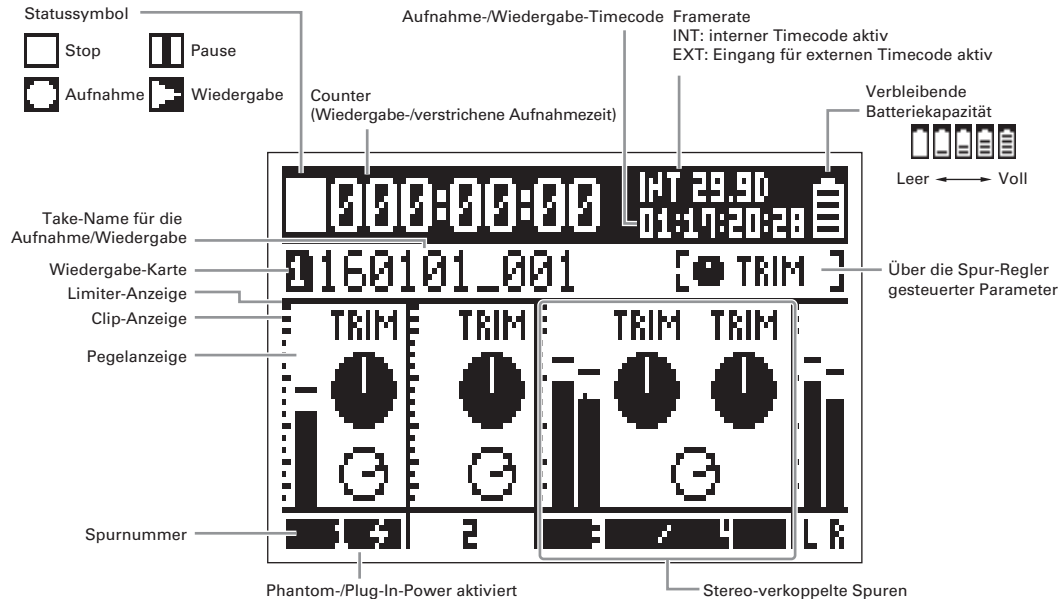 Statussymbol
Stop
Pause
Aufnahme
Wiedergabe
Counter
(Wiedergabe-/verstrichene Aufnahmezeit)
Aufnahme-/Wiedergabe-Timecode
Framerate
INT: interner Timecode aktiv
EXT: Eingang für externen Timecode aktiv
Verbleibende
Batteriekapazität
Leer
Voll
000:00:00
INT 29.9D
01:17:20:28
Take-Name für die
Aufnahme/Wiedergabe
Wiedergabe-Karte
1 160101_001
[ TRIM ]
Über die Spur-Regler
gesteuerter Parameter
Limiter-Anzeige
Clip-Anzeige
Pegelanzeige
TRIM
TRIM
TRIM
TRIM
Spurnummer
2
L R
Phantom-/Plug-In-Power aktiviert
Stereo-verkoppelte Spuren